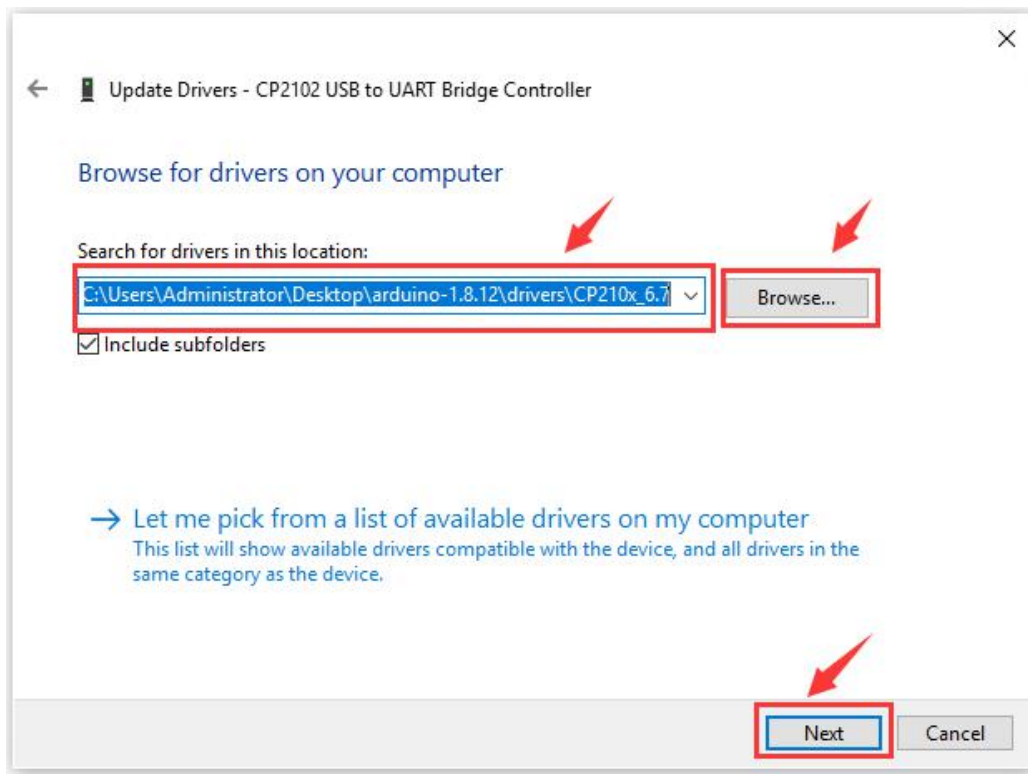 Update Drivers - CP2102 USB to UART Bridge Controller
Browse for drivers on your computer
Search for drivers in this location:
C:\Users\Administrator\Desktop\arduino-1.8.12\drivers\CP210x_6.7
Browse...
Include subfolders
Let me pick from a list of available drivers on my computer
This list will show available drivers compatible with the device, and all drivers in the
same category as the device.
Next
Cancel